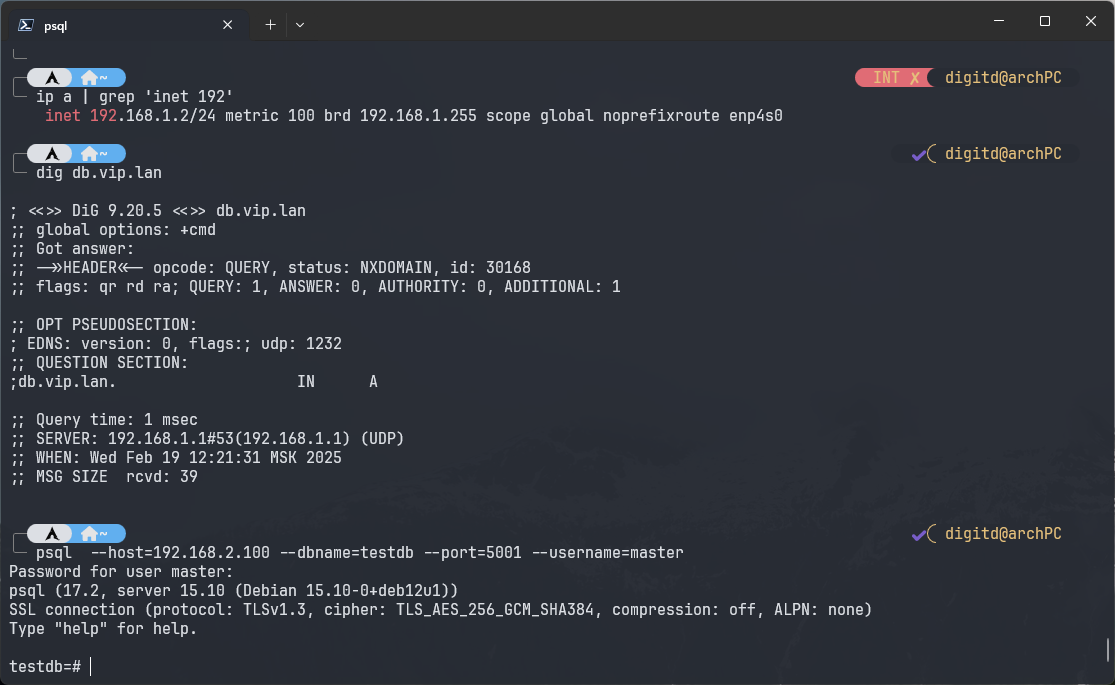 psql
~
INT ✗ digitd@archPC
ip a | grep 'inet 192'
inet 192.168.1.2/24 metric 100 brd 192.168.1.255 scope global noprefixroute enp4s0
~
✓ digitd@archPC
dig db.vip.lan
; <<>> DiG 9.20.5 <<>> db.vip.lan
;; global options: +cmd
;; Got answer:
;; ->>HEADER<<- opcode: QUERY, status: NXDOMAIN, id: 30168
;; flags: qr rd ra; QUERY: 1, ANSWER: 0, AUTHORITY: 0, ADDITIONAL: 1
;; OPT PSEUDOSECTION:
; EDNS: version: 0, flags:; udp: 1232
;; QUESTION SECTION:
;db.vip.lan. IN A
;; Query time: 1 msec
;; SERVER: 192.168.1.1#53(192.168.1.1) (UDP)
;; WHEN: Wed Feb 19 12:21:31 MSK 2025
;; MSG SIZE rcvd: 39
~
✓ digitd@archPC
psql --host=192.168.2.100 --dbname=testdb --port=5001 --username=master
Password for user master:
psql (17.2, server 15.10 (Debian 15.10-0+deb12u1))
SSL connection (protocol: TLSv1.3, cipher: TLS_AES_256_GCM_SHA384, compression: off, ALPN: none)
Type "help" for help.
testdb=#